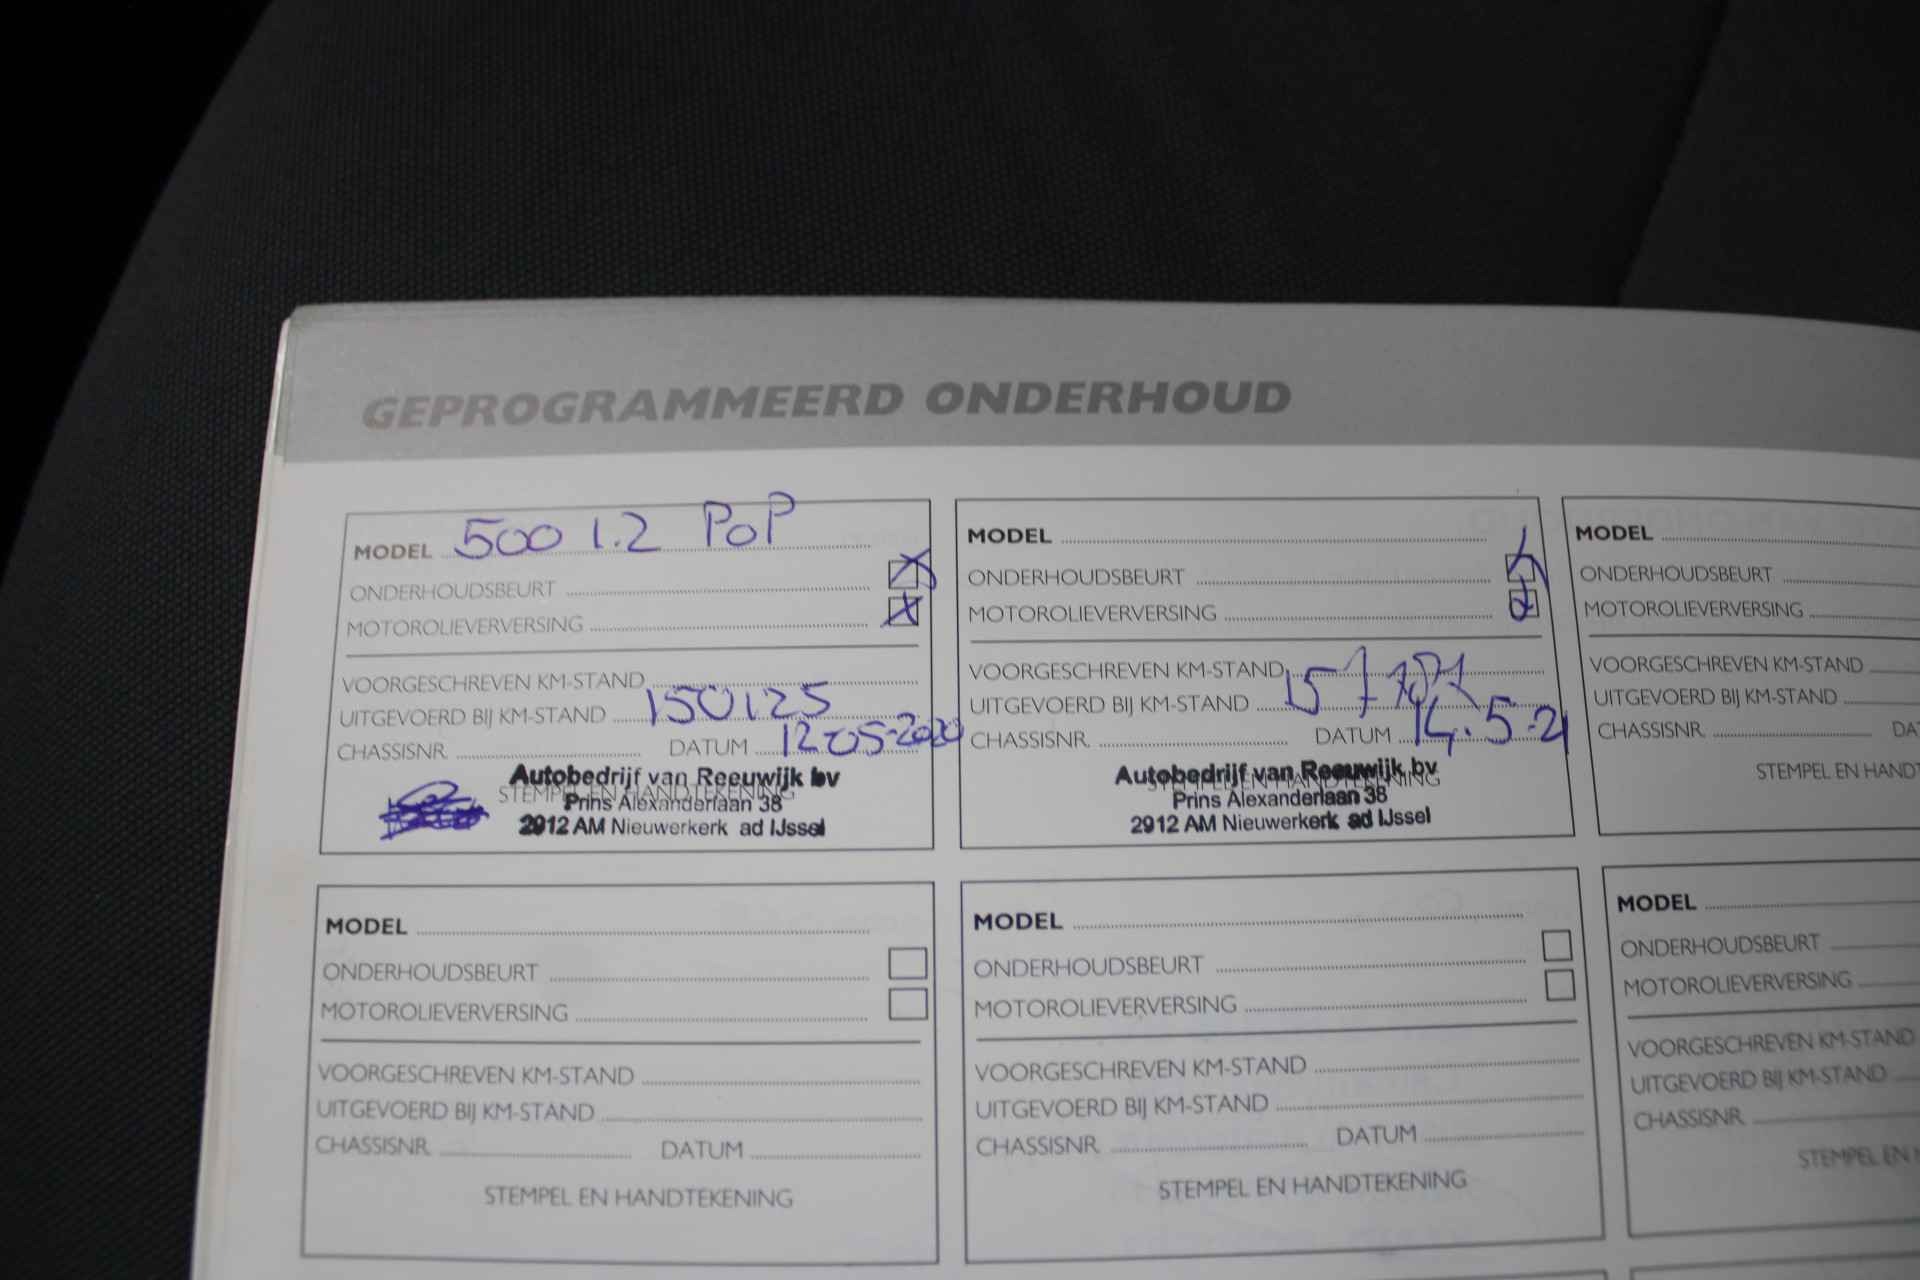 GEPROGRAMMEERD ONDERHOUD
MODEL 500 1.2 POP
ONDERHOUDSBEURT X
MOTOROLIEVERVERSING X
VOORGESCHREVEN KM-STAND
UITGEVOERD BIJ KM-STAND 150125
CHASSISNR. DATUM 12-05-2020
STEMPEL EN HANDTEKENING
Autobedrijf van Reeuwijk bv
Prins Alexanderlaan 38
2912 AM Nieuwerkerk ad IJssel
MODEL
ONDERHOUDSBEURT X
MOTOROLIEVERVERSING X
VOORGESCHREVEN KM-STAND
UITGEVOERD BIJ KM-STAND
CHASSISNR. DATUM 14.5-21
STEMPEL EN HANDTEKENING
Autobedrijf van Reeuwijk bv
Prins Alexanderlaan 38
2912 AM Nieuwerkerk ad IJssel
MODEL
ONDERHOUDSBEURT
MOTOROLIEVERVERSING
VOORGESCHREVEN KM-STAND
UITGEVOERD BIJ KM-STAND
CHASSISNR. DA
STEMPEL EN HANDT
MODEL
ONDERHOUDSBEURT
MOTOROLIEVERVERSING
VOORGESCHREVEN KM-STAND
UITGEVOERD BIJ KM-STAND
CHASSISNR. DATUM
STEMPEL EN HANDTEKENING
MODEL
ONDERHOUDSBEURT
MOTOROLIEVERVERSING
VOORGESCHREVEN KM-STAND
UITGEVOERD BIJ KM-STAND
CHASSISNR. DATUM
STEMPEL EN HANDTEKENING
MODEL
ONDERHOUDSBEURT
MOTOROLIEVERVERSING
VOORGESCHREVEN KM-STAND
UITGEVOERD BIJ KM-STAND
CHASSISNR.
STEMPEL EN